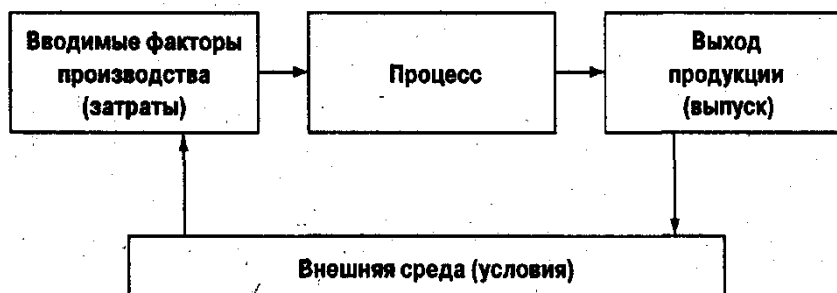 Вводимые факторы
производства
(затраты)
Процесс
Выход
продукции
(выпуск)
Внешняя среда (условия)